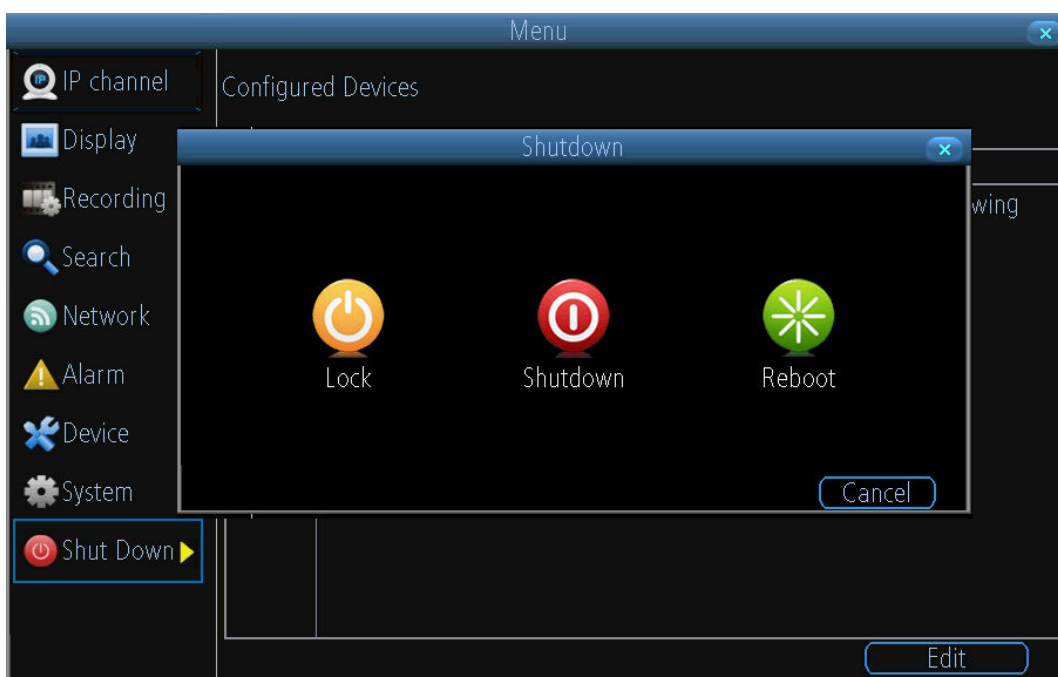 Menu
IP channel
Configured Devices
Display
Shutdown
Recording
wing
Search
Network
Alarm
Lock
Shutdown
Reboot
Device
System
Cancel
Shut Down
Edit